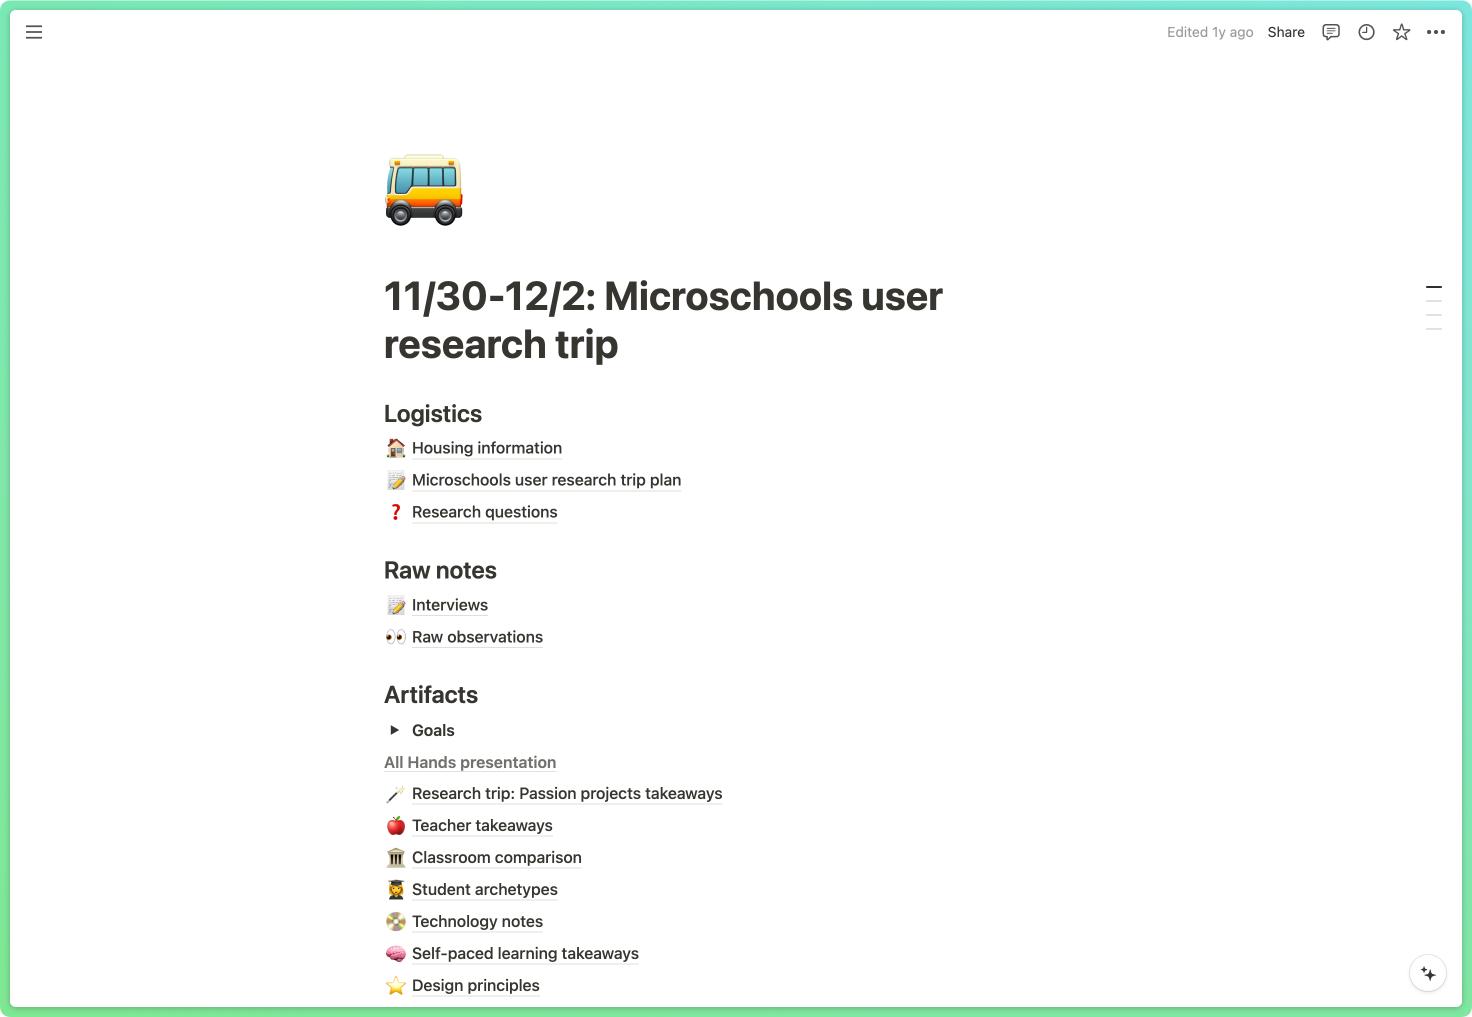 Edited 1y ago Share
11/30-12/2: Microschools user
research trip
Logistics
Housing information
Microschools user research trip plan
Research questions
Raw notes
Interviews
Raw observations
Artifacts
Goals
All Hands presentation
Research trip: Passion projects takeaways
Teacher takeaways
Classroom comparison
Student archetypes
Technology notes
Self-paced learning takeaways
Design principles